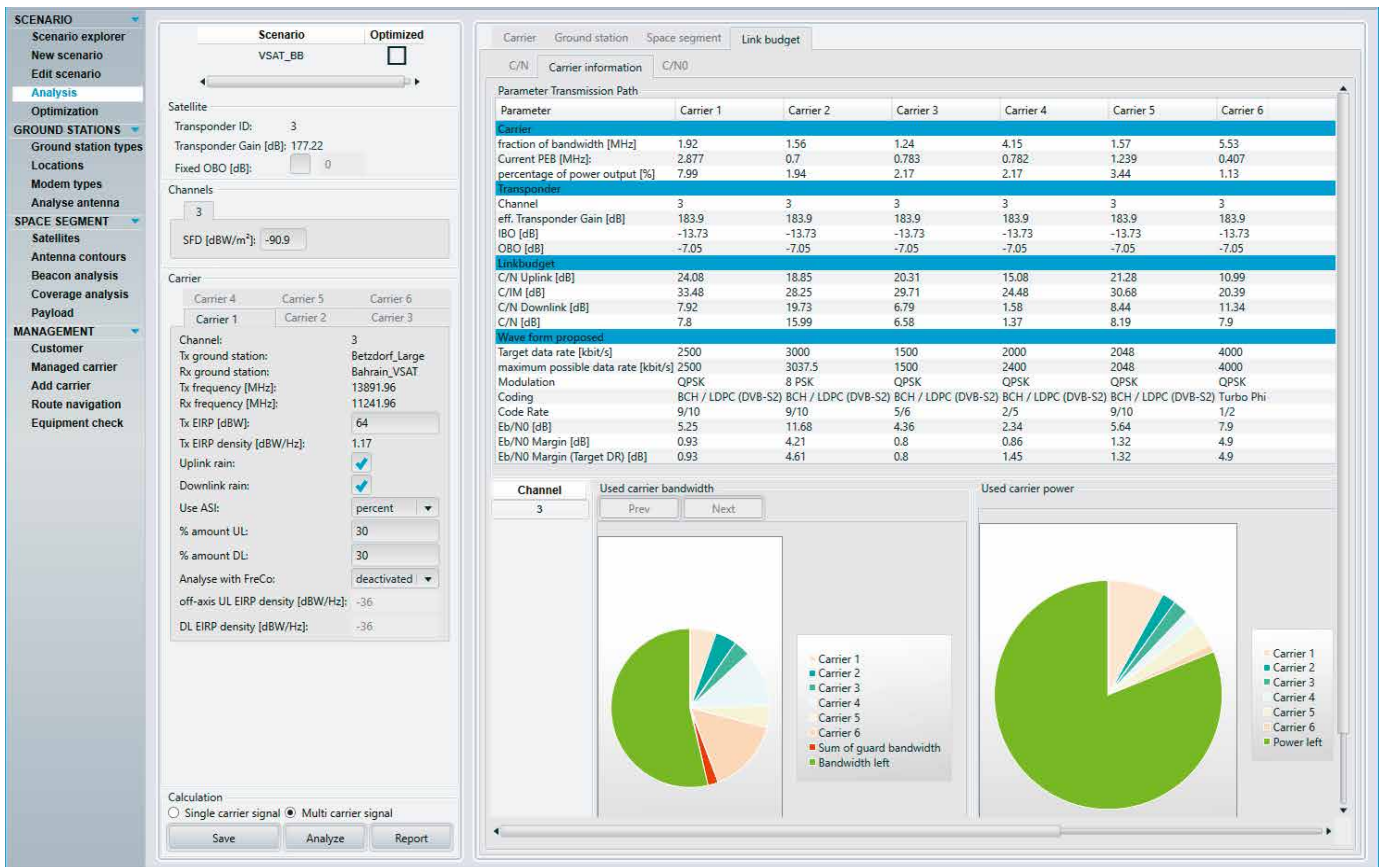 SCENARIO
Scenario explorer
New scenario
Edit scenario
Analysis
Optimization
GROUND STATIONS
Ground station types
Locations
Modem types
Analyse antenna
SPACE SEGMENT
Satellites
Antenna contours
Beacon analysis
Coverage analysis
Payload
MANAGEMENT
Customer
Managed carrier
Add carrier
Route navigation
Equipment check
Scenario Optimized
VSAT_BB
Satellite
Transponder ID: 3
Transponder Gain [dB]: 177.22
Fixed OBO [dB]: 0
Channels
3
SFD [dBW/m²]: -90.9
Carrier
Carrier 4 Carrier 5 Carrier 6
Carrier 1 Carrier 2 Carrier 3
Channel: 3
Tx ground station: Betzdorf_Large
Rx ground station: Bahrain_VSAT
Tx frequency [MHz]: 13891.96
Rx frequency [MHz]: 11241.96
Tx EIRP [dBW]: 64
Tx EIRP density [dBW/Hz]: 1.17
Uplink rain:
Downlink rain:
Use ASI: percent
% amount UL: 30
% amount DL: 30
Analyse with FreCo: deactivated
off-axis UL EIRP density [dBW/Hz]: -36
DL EIRP density [dBW/Hz]: -36
Calculation
Single carrier signal Multi carrier signal
Save Analyze Report
Carrier Ground station Space segment Link budget
C/N Carrier information C/N0
Parameter Transmission Path
Parameter Carrier 1 Carrier 2 Carrier 3 Carrier 4 Carrier 5 Carrier 6
Carrier
fraction of bandwidth [MHz] 1.92 1.56 1.24 4.15 1.57 5.53
Current PEB [MHz]: 2.877 0.7 0.783 0.782 1.239 0.407
percentage of power output [%] 7.99 1.94 2.17 2.17 3.44 1.13
Transponder
Channel 3 3 3 3 3 3
eff. Transponder Gain [dB] 183.9 183.9 183.9 183.9 183.9 183.9
IBO [dB] -13.73 -13.73 -13.73 -13.73 -13.73 -13.73
OBO [dB] -7.05 -7.05 -7.05 -7.05 -7.05 -7.05
Linkbudget
C/N Uplink [dB] 24.08 18.85 20.31 15.08 21.28 10.99
C/IM [dB] 33.48 28.25 29.71 24.48 30.68 20.39
C/N Downlink [dB] 7.92 19.73 6.79 1.58 8.44 11.34
C/N [dB] 7.8 15.99 6.58 1.37 8.19 7.9
Wave form proposed
Target data rate [kbit/s] 2500 3000 1500 2000 2048 4000
maximum possible data rate [kbit/s] 2500 3037.5 1500 2400 2048 4000
Modulation QPSK 8 PSK QPSK QPSK QPSK QPSK
Coding BCH / LDPC (DVB-S2) BCH / LDPC (DVB-S2) BCH / LDPC (DVB-S2) BCH / LDPC (DVB-S2) BCH / LDPC (DVB-S2) Turbo Phi
Code Rate 9/10 9/10 5/6 2/5 9/10 1/2
Eb/N0 [dB] 5.25 11.68 4.36 2.34 5.64 7.9
Eb/N0 Margin [dB] 0.93 4.21 0.8 0.86 1.32 4.9
Eb/N0 Margin (Target DR) [dB] 0.93 4.61 0.8 1.45 1.32 4.9
Channel
3
Used carrier bandwidth
Prev Next
Carrier 1
Carrier 2
Carrier 3
Carrier 4
Carrier 5
Carrier 6
Sum of guard bandwidth
Bandwidth left
Used carrier power
Carrier 1
Carrier 2
Carrier 3
Carrier 4
Carrier 5
Carrier 6
Power left